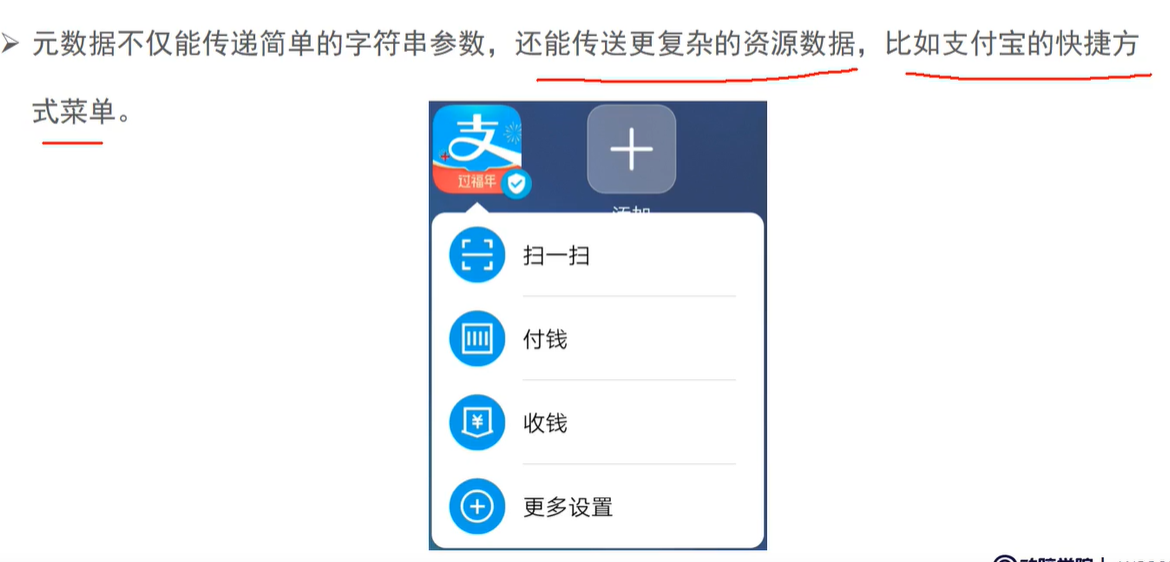 元数据不仅能传递简单的字符串参数，还能传送更复杂的资源数据，比如支付宝的快捷方
式菜单。
支
过福年
添加
扫一扫
付钱
收钱
更多设置